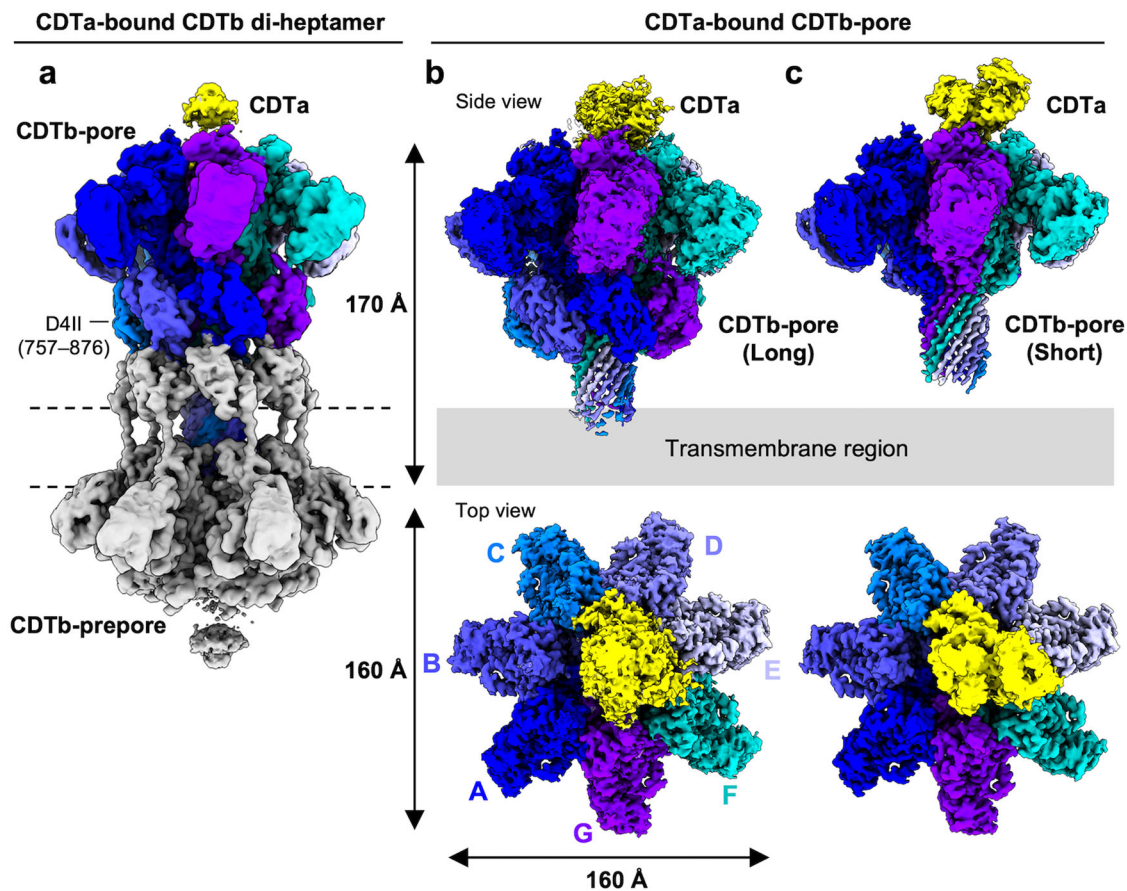 CDTa-bound CDTb di-heptamer
CDTa-bound CDTb-pore
a
CDTa
CDTb-pore
D4II
(757–876)
CDTb-prepore
170 Å
160 Å
b
Side view
CDTa
CDTb-pore
(Long)
c
CDTa
CDTb-pore
(Short)
Transmembrane region
Top view
C
D
B
E
A
F
G
160 Å